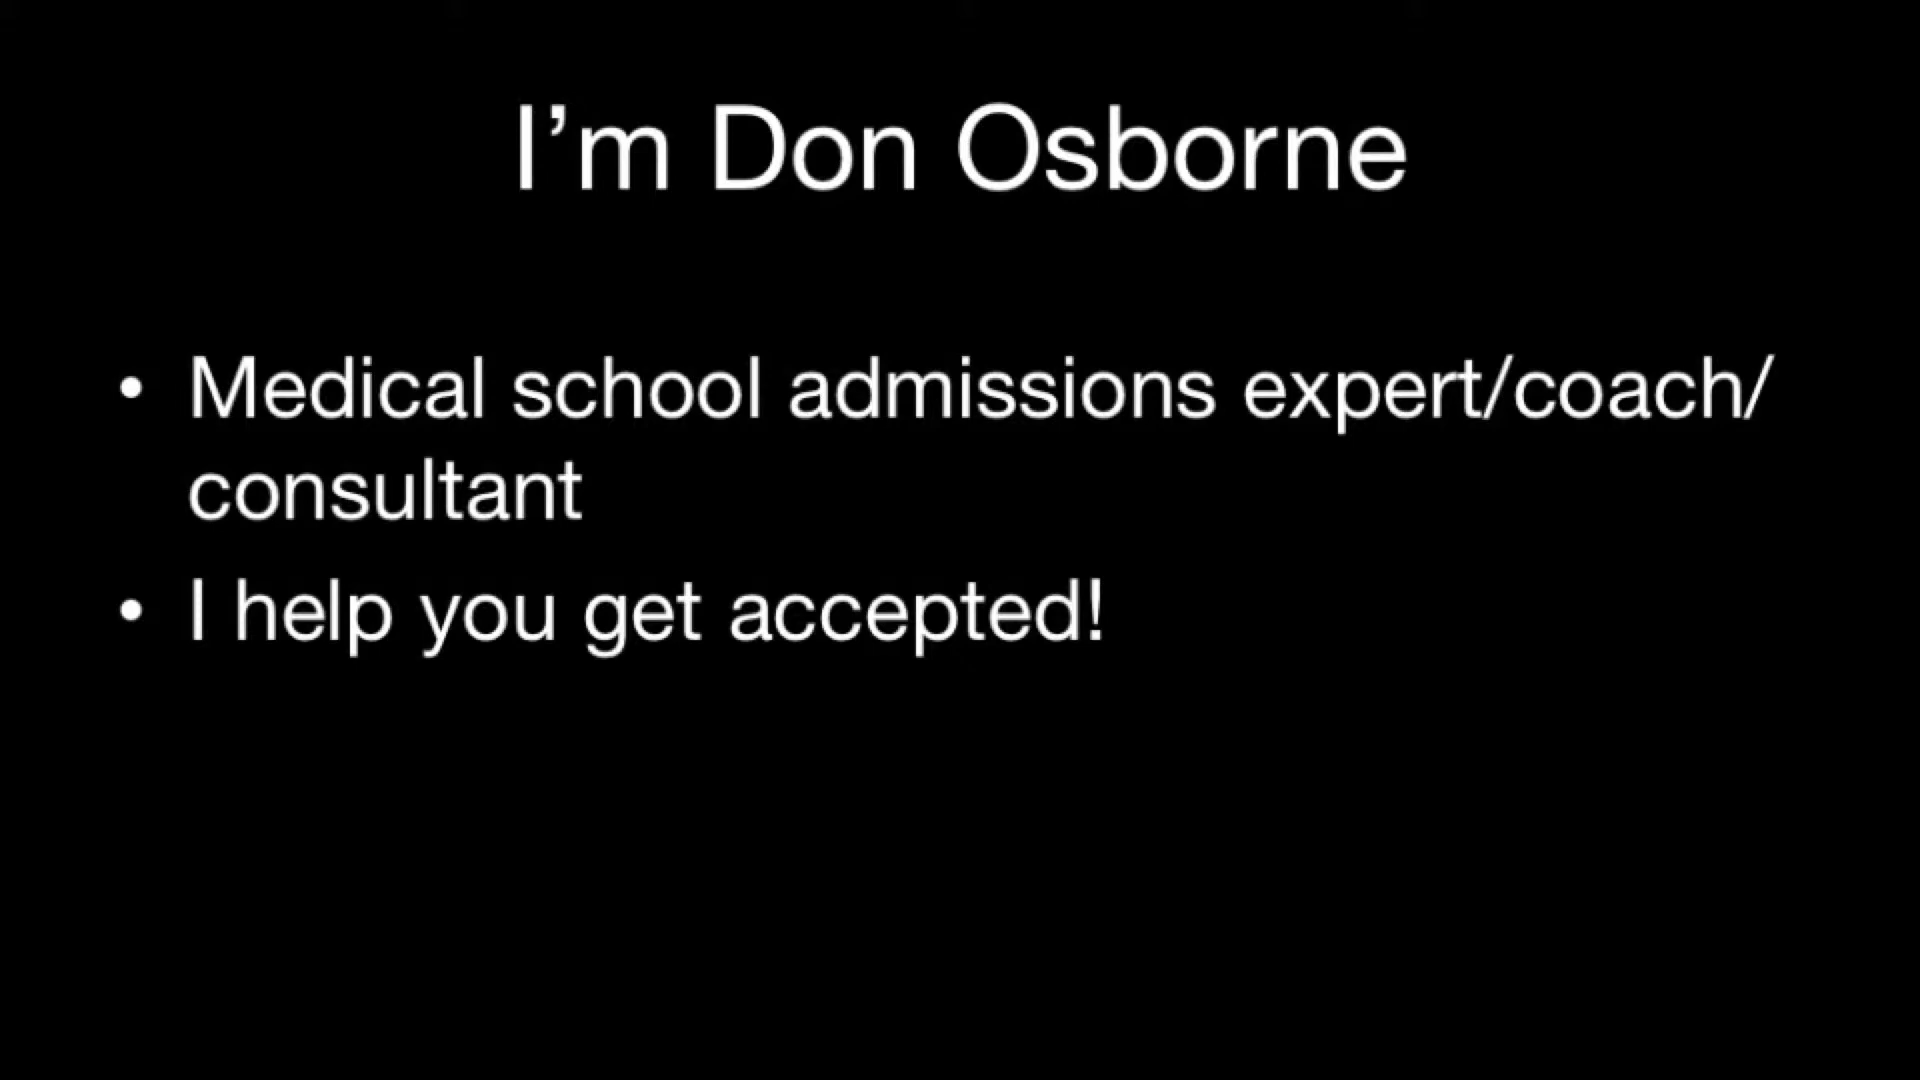 I’m Don Osborne
• Medical school admissions expert/coach/
consultant
• I help you get accepted!